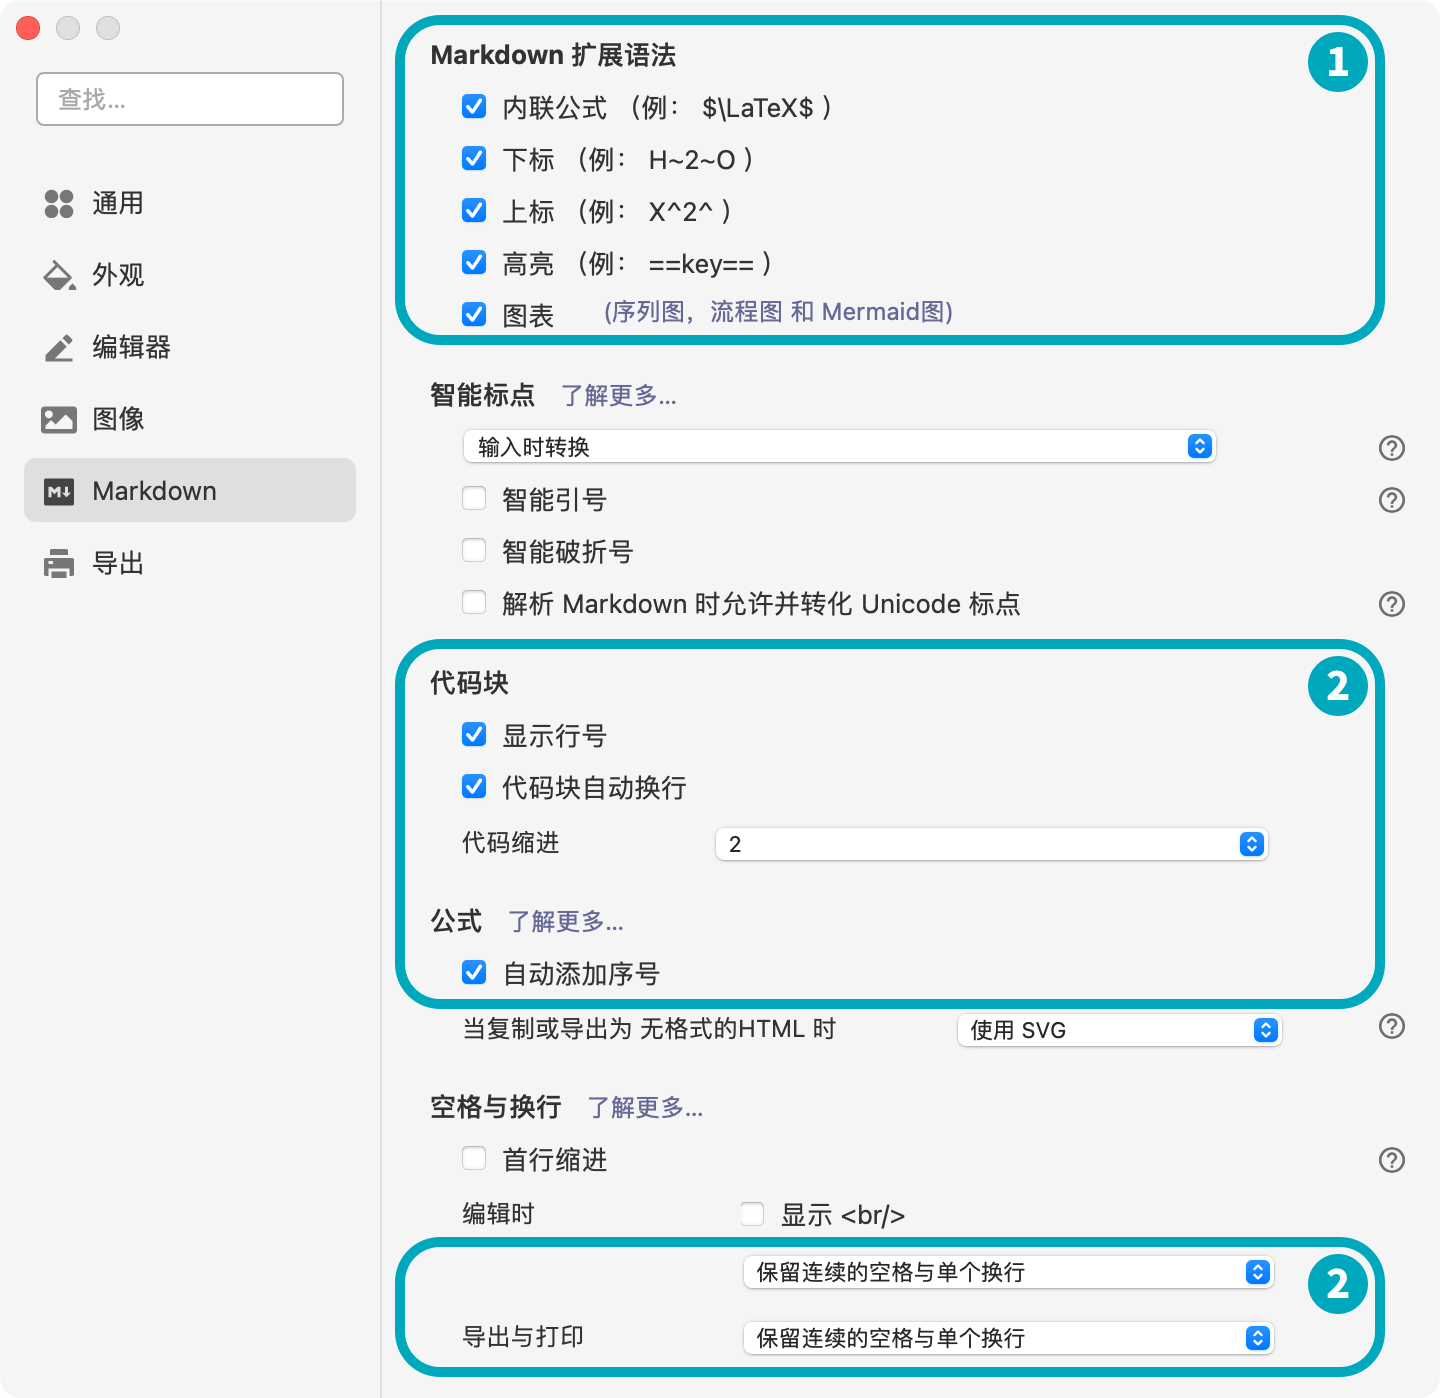 查找...
通用
外观
编辑器
图像
Markdown
导出
Markdown 扩展语法
1
内联公式 （例： $\LaTeX$ ）
下标 （例： H~2~O ）
上标 （例： X^2^ ）
高亮 （例： ==key== ）
图表 (序列图，流程图 和 Mermaid图)
智能标点 了解更多...
输入时转换
智能引号
智能破折号
解析 Markdown 时允许并转化 Unicode 标点
代码块
2
显示行号
代码块自动换行
代码缩进 2
公式 了解更多...
自动添加序号
当复制或导出为 无格式的HTML 时 使用 SVG
空格与换行 了解更多...
首行缩进
编辑时 显示 <br/>
保留连续的空格与单个换行
2
导出与打印 保留连续的空格与单个换行